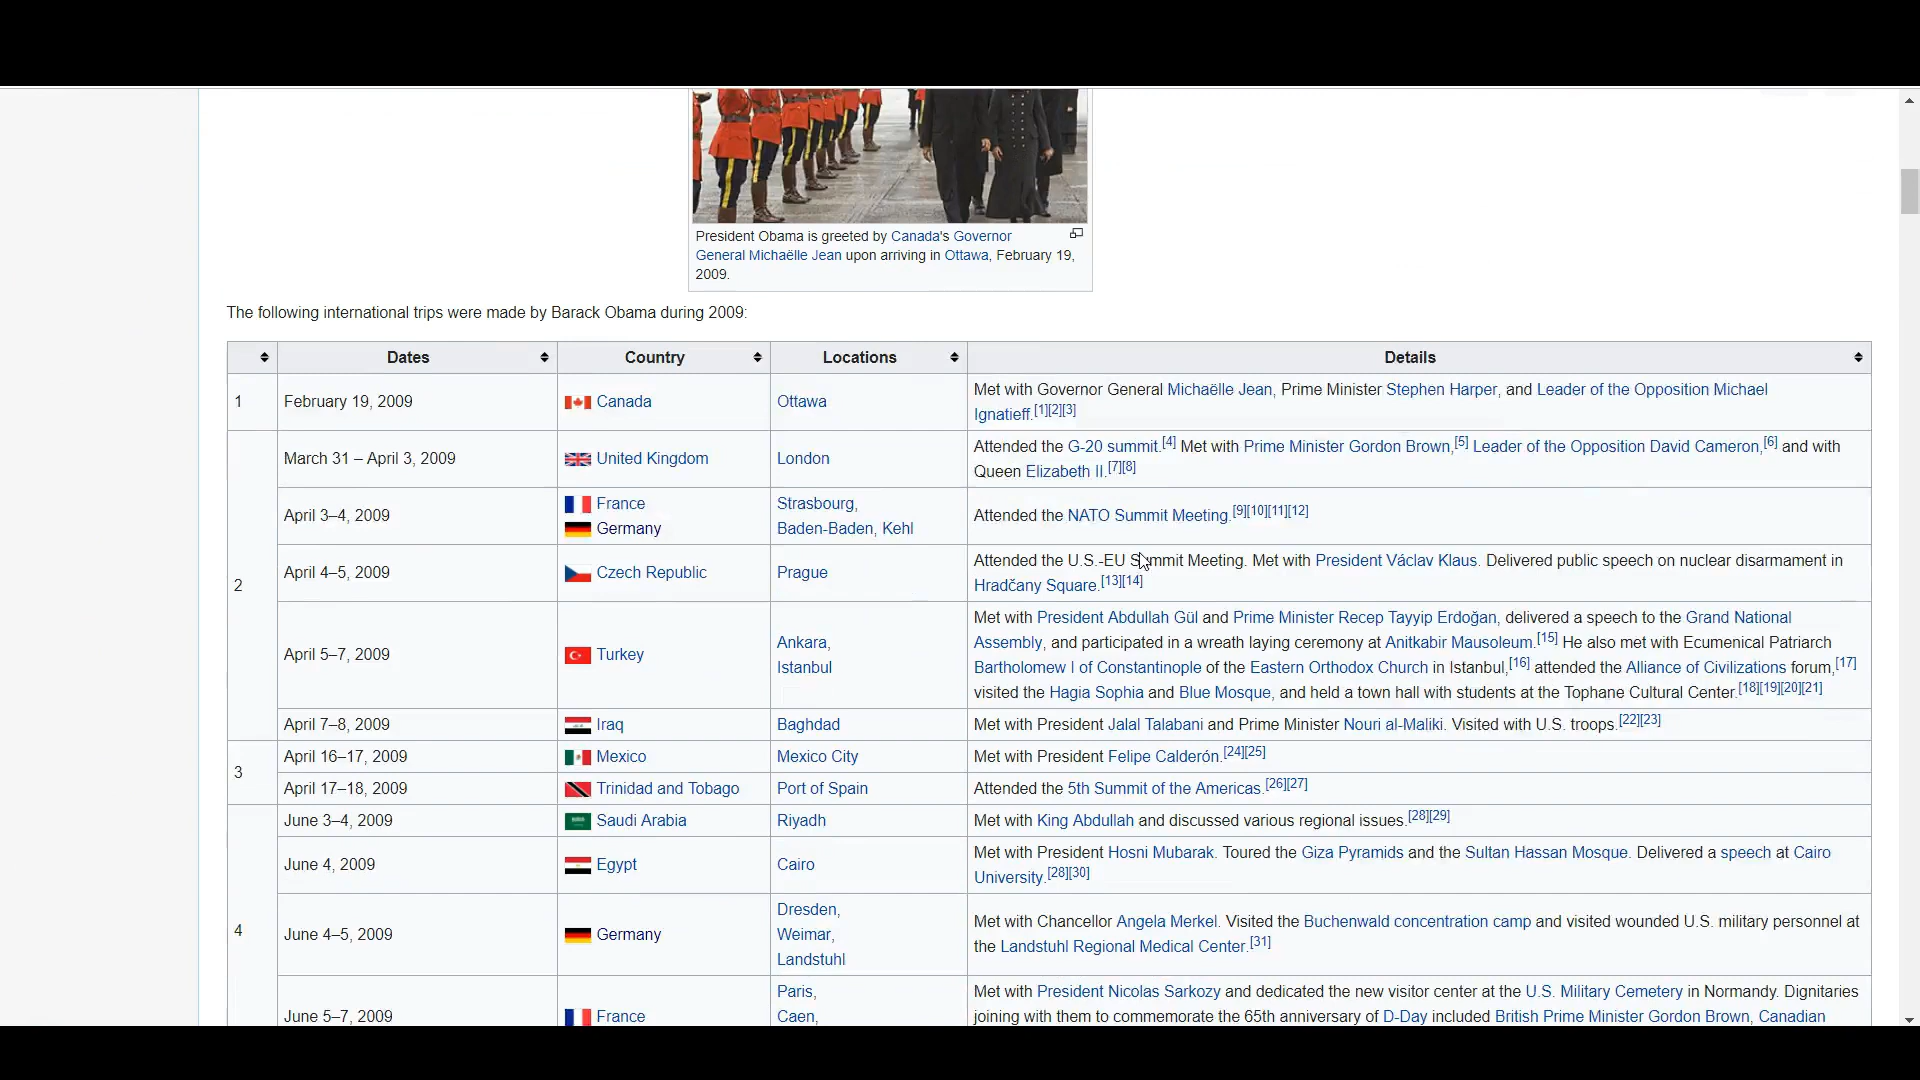 President Obama is greeted by Canada's Governor
General Michaëlle Jean upon arriving in Ottawa, February 19,
2009.
The following international trips were made by Barack Obama during 2009:
Dates Country Locations Details
1 February 19, 2009 Canada Ottawa Met with Governor General Michaëlle Jean, Prime Minister Stephen Harper, and Leader of the Opposition Michael
Ignatieff.[1][2][3]
2
March 31 – April 3, 2009 United Kingdom London Attended the G-20 summit.[4] Met with Prime Minister Gordon Brown,[5] Leader of the Opposition David Cameron,[6] and with
Queen Elizabeth II.[7][8]
April 3–4, 2009
France
Germany
Strasbourg,
Baden-Baden, Kehl
Attended the NATO Summit Meeting.[9][10][11][12]
April 4–5, 2009 Czech Republic Prague Attended the U.S.-EU Summit Meeting. Met with President Václav Klaus. Delivered public speech on nuclear disarmament in
Hradčany Square.[13][14]
April 5–7, 2009 Turkey
Ankara,
Istanbul
Met with President Abdullah Gül and Prime Minister Recep Tayyip Erdoğan, delivered a speech to the Grand National
Assembly, and participated in a wreath laying ceremony at Anitkabir Mausoleum.[15] He also met with Ecumenical Patriarch
Bartholomew I of Constantinople of the Eastern Orthodox Church in Istanbul,[16] attended the Alliance of Civilizations forum,[17]
visited the Hagia Sophia and Blue Mosque, and held a town hall with students at the Tophane Cultural Center.[18][19][20][21]
April 7–8, 2009 Iraq Baghdad Met with President Jalal Talabani and Prime Minister Nouri al-Maliki. Visited with U.S. troops.[22][23]
3
April 16–17, 2009 Mexico Mexico City Met with President Felipe Calderón.[24][25]
April 17–18, 2009 Trinidad and Tobago Port of Spain Attended the 5th Summit of the Americas.[26][27]
4
June 3–4, 2009 Saudi Arabia Riyadh Met with King Abdullah and discussed various regional issues.[28][29]
June 4, 2009 Egypt Cairo Met with President Hosni Mubarak. Toured the Giza Pyramids and the Sultan Hassan Mosque. Delivered a speech at Cairo
University.[28][30]
June 4–5, 2009 Germany
Dresden,
Weimar,
Landstuhl
Met with Chancellor Angela Merkel. Visited the Buchenwald concentration camp and visited wounded U.S. military personnel at
the Landstuhl Regional Medical Center.[31]
June 5–7, 2009 France
Paris,
Caen,
Met with President Nicolas Sarkozy and dedicated the new visitor center at the U.S. Military Cemetery in Normandy. Dignitaries
joining with them to commemorate the 65th anniversary of D-Day included British Prime Minister Gordon Brown, Canadian